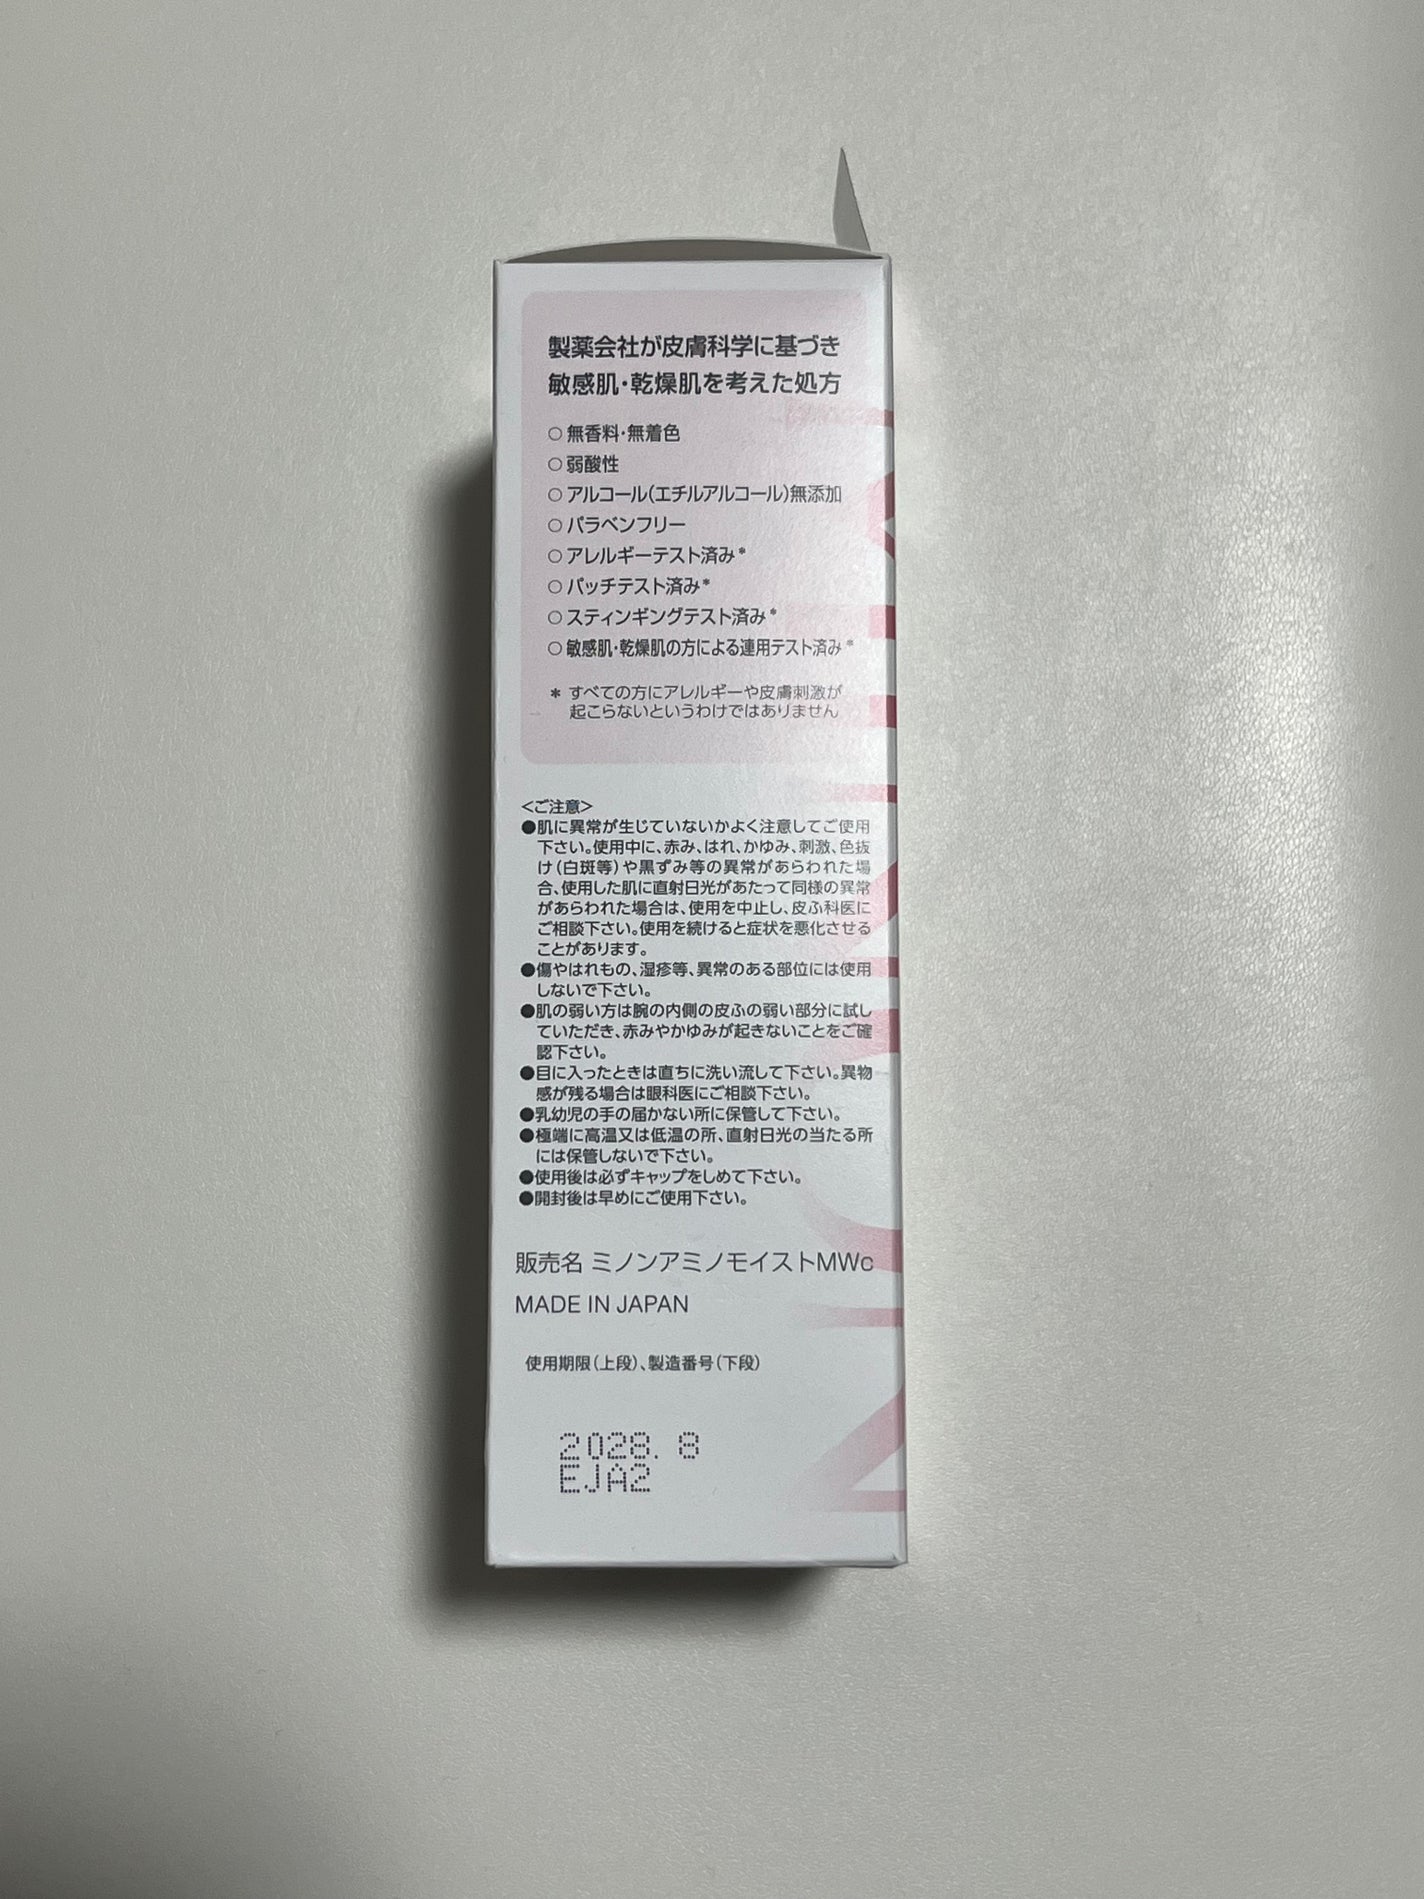 製薬会社が皮膚科学に基づき
敏感肌・乾燥肌を考えた処方
○無香料・無着色
○弱酸性
○アルコール(エチルアルコール)無添加
○パラベンフリー
○アレルギーテスト済み*
○パッチテスト済み*
○スティンギングテスト済み*
○敏感肌・乾燥肌の方による連用テスト済み*
* すべての方にアレルギーや皮膚刺激が
起こらないというわけではありません
<ご注意>
●肌に異常が生じていないかよく注意してご使用
下さい。使用中に、赤み、はれ、かゆみ、刺激、色抜
け(白斑等)や黒ずみ等の異常があらわれた場
合、使用した肌に直射日光があたって同様の異常
があらわれた場合は、使用を中止し、皮ふ科医に
ご相談下さい。使用を続けると症状を悪化させる
ことがあります。
●傷やはれもの、湿疹等、異常のある部位には使用
しないで下さい。
●肌の弱い方は腕の内側の皮ふの弱い部分に試し
ていただき、赤みやかゆみが起きないことをご確
認下さい。
●目に入ったときは直ちに洗い流して下さい。異物
感が残る場合は眼科医にご相談下さい。
●乳幼児の手の届かない所に保管して下さい。
●極端に高温又は低温の所、直射日光の当たる所
には保管しないで下さい。
●使用後は必ずキャップをしめて下さい。
●開封後は早めにご使用下さい。
販売名 ミノンアミノモイストMWc
MADE IN JAPAN
使用期限(上段)、製造番号(下段)
2028. 8
EJA2